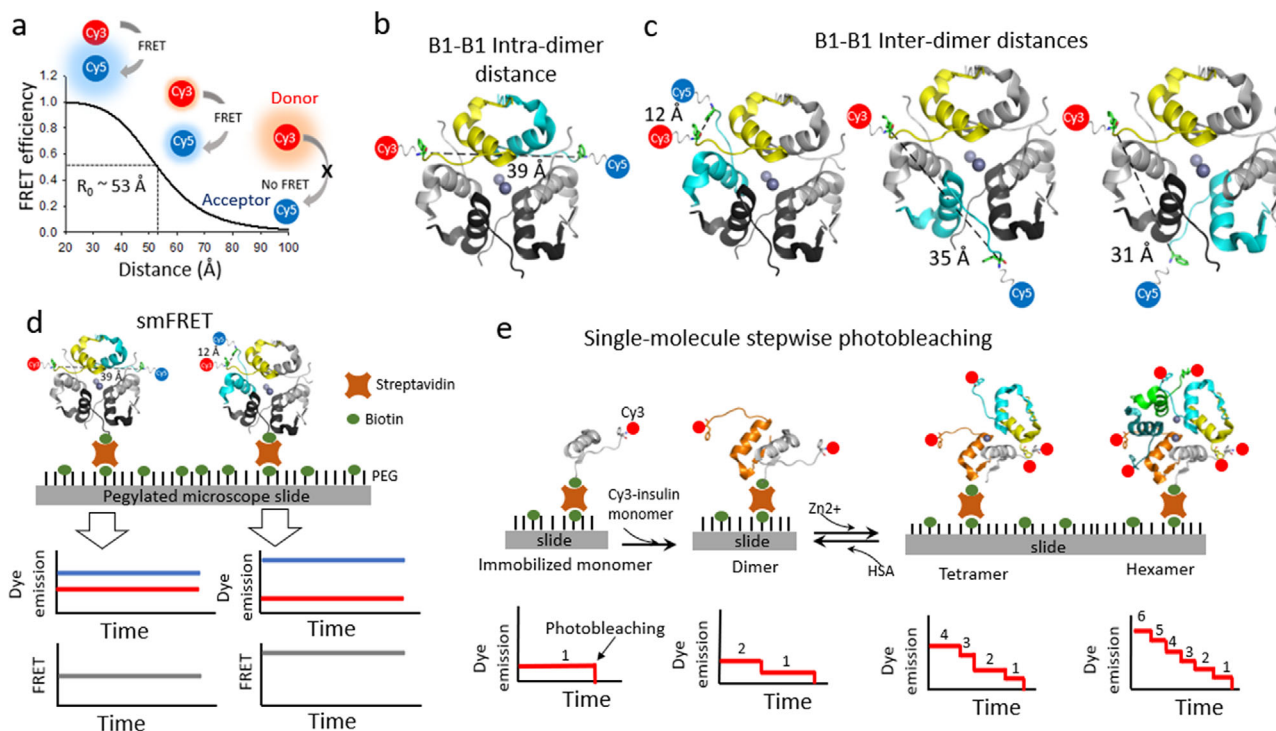 a
Cy3
FRET
Cy5
FRET efficiency
1.2
1.0
0.8
0.6
0.4
0.2
0.0
R0 ~ 53 Å
Cy3
FRET
Cy5
Donor
Cy3
X
No FRET
Acceptor
Cy5
20 30 40 50 60 70 80 90 100
Distance (Å)
b
B1-B1 Intra-dimer
distance
Cy3
39 Å
Cy5
c
B1-B1 Inter-dimer distances
Cy5
12 Å
Cy3
Cy3
35 Å
Cy5
Cy3
31 Å
Cy5
d
smFRET
Cy3
39 Å
Cy5
Cy5
12 Å
Cy3
Streptavidin
Biotin
PEG
Pegylated microscope slide
Dye
emission
Time
Dye
emission
Time
FRET
Time
FRET
Time
e
Single-molecule stepwise photobleaching
Cy3
slide
Immobilized monomer
Cy3-insulin
monomer
slide
Dimer
Zn2+
HSA
slide
Tetramer
Hexamer
Dye
emission
Photobleaching
1
Time
Dye
emission
2
1
Time
Dye
emission
4
3
2
1
Time
Dye
emission
6
5
4
3
2
1
Time